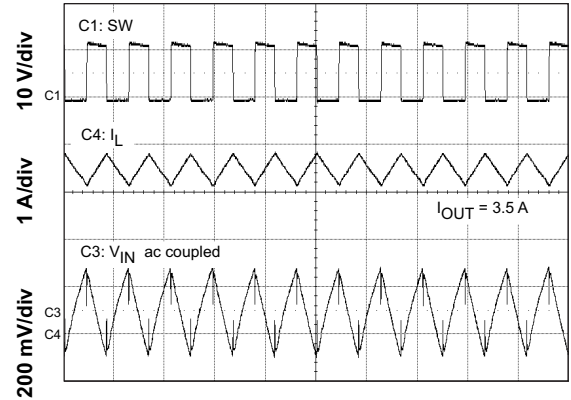 C1: SW
10 V/div
C1
C4: IL
1 A/div
IOUT = 3.5 A
C3: VIN ac coupled
200 mV/div
C3
C4